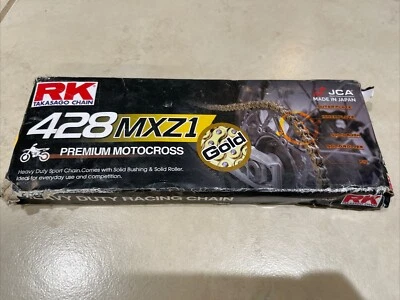 RK
TAKASAGO CHAIN
JCA
MADE IN JAPAN
428 MXZ1
Gold
PREMIUM MOTOCROSS
Heavy Duty Sport Chain.Comes with Solid Bushing & Solid Roller.
Ideal for everyday use and competition.
HEAVY DUTY RACING CHAIN
RK